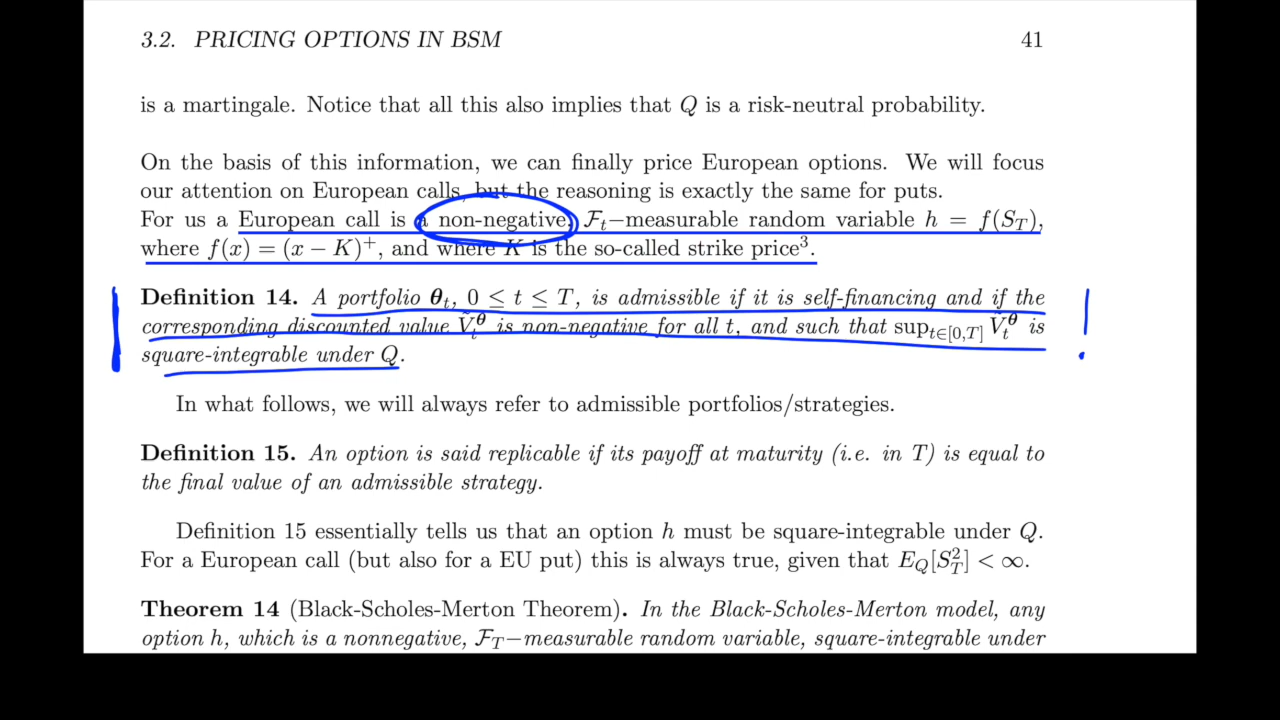 3.2. PRICING OPTIONS IN BSM 41
is a martingale. Notice that all this also implies that Q is a risk-neutral probability.
On the basis of this information, we can finally price European options. We will focus
our attention on European calls, but the reasoning is exactly the same for puts.
For us a European call is a non-negative, 𝓕ₜ−measurable random variable h = f(S_T),
where f(x) = (x − K)⁺, and where K is the so-called strike price³.
Definition 14. A portfolio θₜ, 0 ≤ t ≤ T, is admissible if it is self-financing and if the
corresponding discounted value Ṽₜ^θ is non-negative for all t, and such that sup_{t∈[0,T]} Ṽₜ^θ is
square-integrable under Q.
In what follows, we will always refer to admissible portfolios/strategies.
Definition 15. An option is said replicable if its payoff at maturity (i.e. in T) is equal to
the final value of an admissible strategy.
Definition 15 essentially tells us that an option h must be square-integrable under Q.
For a European call (but also for a EU put) this is always true, given that E_Q[S_T²] < ∞.
Theorem 14 (Black-Scholes-Merton Theorem). In the Black-Scholes-Merton model, any
option h, which is a nonnegative, 𝓕_T−measurable random variable, square-integrable under